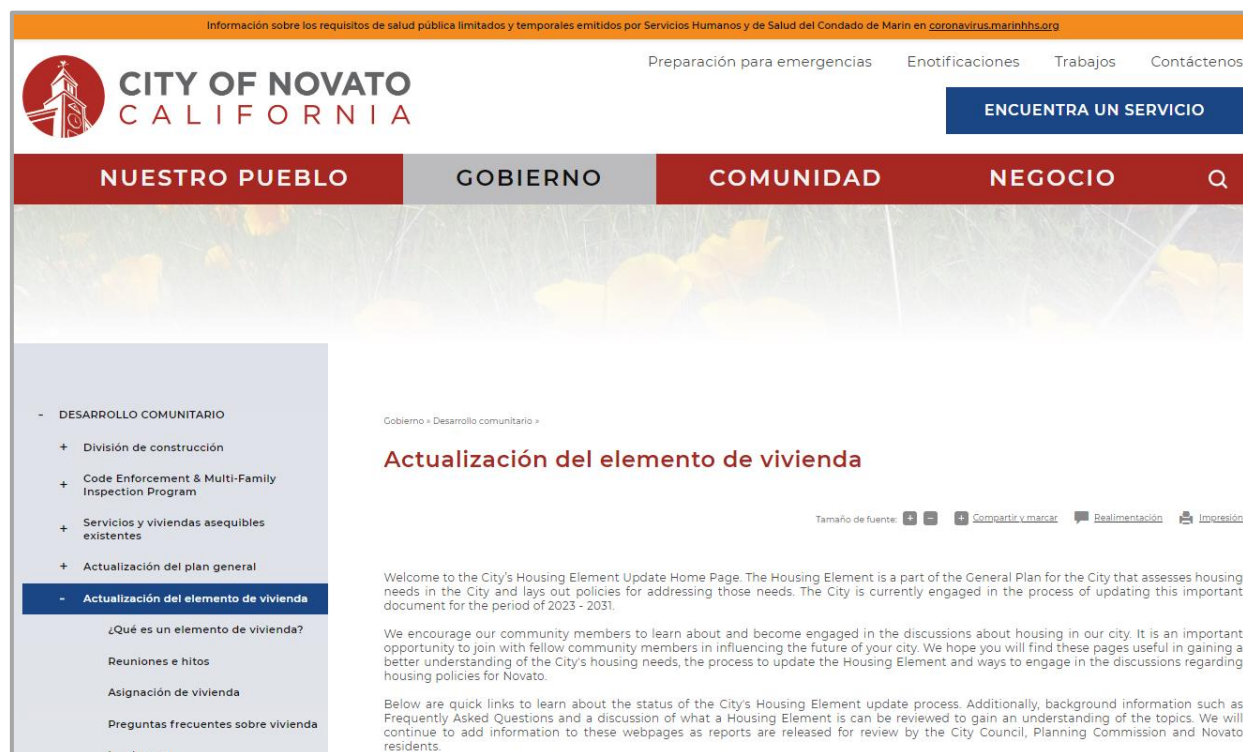 Información sobre los requisitos de salud pública limitados y temporales emitidos por Servicios Humanos y de Salud del Condado de Marin en coronavirus.marinhhs.org
CITY OF NOVATO
CALIFORNIA
Preparación para emergencias Enotificaciones Trabajos Contáctenos
ENCUENTRA UN SERVICIO
NUESTRO PUEBLO GOBIERNO COMUNIDAD NEGOCIO
- DESARROLLO COMUNITARIO
+ División de construcción
+ Code Enforcement & Multi-Family
Inspection Program
+ Servicios y viviendas asequibles
existentes
+ Actualización del plan general
- Actualización del elemento de vivienda
¿Qué es un elemento de vivienda?
Reuniones e hitos
Asignación de vivienda
Preguntas frecuentes sobre vivienda
Gobierno » Desarrollo comunitario »
Actualización del elemento de vivienda
Tamaño de fuente: + - + Compartir y marcar Realimentación Impresión
Welcome to the City's Housing Element Update Home Page. The Housing Element is a part of the General Plan for the City that assesses housing
needs in the City and lays out policies for addressing those needs. The City is currently engaged in the process of updating this important
document for the period of 2023 - 2031.
We encourage our community members to learn about and become engaged in the discussions about housing in our city. It is an important
opportunity to join with fellow community members in influencing the future of your city. We hope you will find these pages useful in gaining a
better understanding of the City's housing needs, the process to update the Housing Element and ways to engage in the discussions regarding
housing policies for Novato.
Below are quick links to learn about the status of the City's Housing Element update process. Additionally, background information such as
Frequently Asked Questions and a discussion of what a Housing Element is can be reviewed to gain an understanding of the topics. We will
continue to add information to these webpages as reports are released for review by the City Council, Planning Commission and Novato
residents.